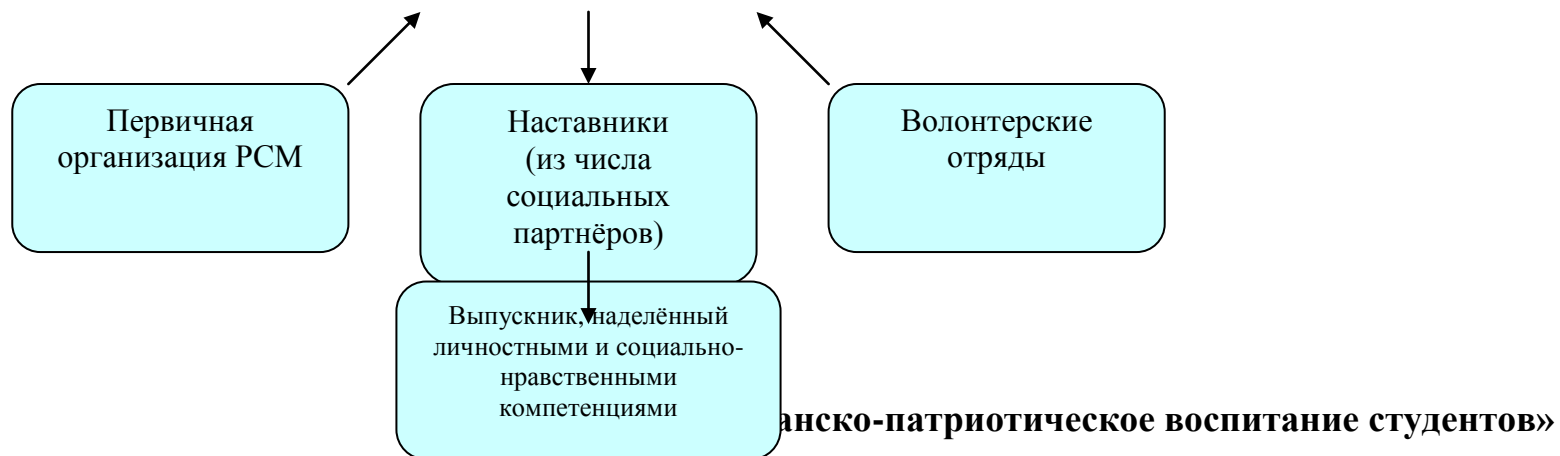 Первичная
организация РСМ
Наставники
(из числа
социальных
партнёров)
Волонтерские
отряды
Выпускник, наделённый
личностными и социально-
нравственными
компетенциями
анско-патриотическое воспитание студентов»